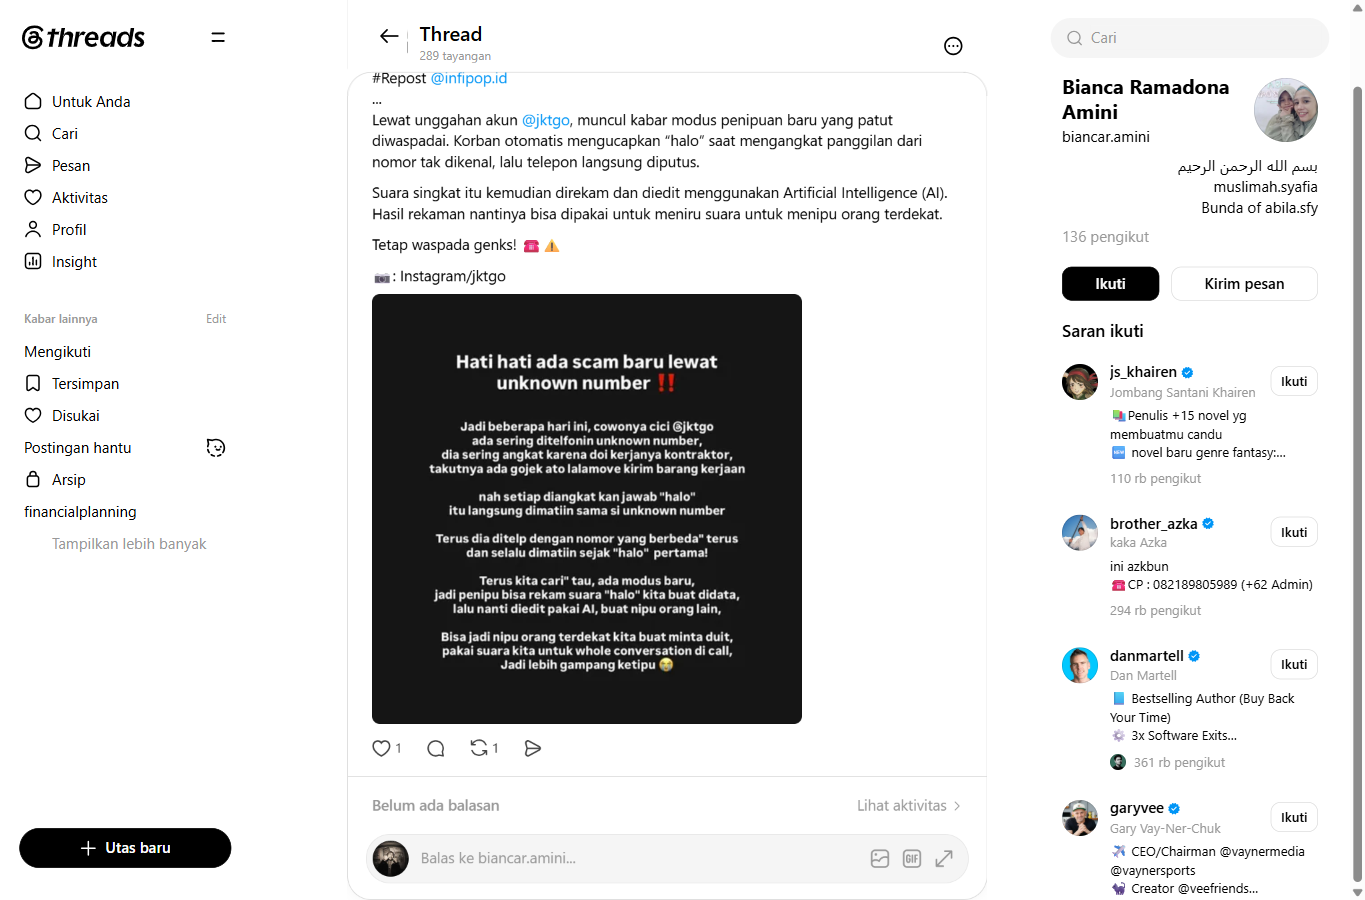 threads
Untuk Anda
Cari
Pesan
Aktivitas
Profil
Insight
Kabar lainnya
Edit
Mengikuti
Tersimpan
Disukai
Postingan hantu
Arsip
financialplanning
Tampilkan lebih banyak
Utas baru
Thread
289 tayangan
#Repost @infipop.id
...
Lewat unggahan akun @jktgo, muncul kabar modus penipuan baru yang patut
diwaspadai. Korban otomatis mengucapkan “halo” saat mengangkat panggilan dari
nomor tak dikenal, lalu telepon langsung diputus.
Suara singkat itu kemudian direkam dan diedit menggunakan Artificial Intelligence (AI).
Hasil rekaman nantinya bisa dipakai untuk meniru suara untuk menipu orang terdekat.
Tetap waspada genks! ☎️ ⚠️
📷: Instagram/jktgo
Hati hati ada scam baru lewat
unknown number ‼️
Jadi beberapa hari ini, cowonya cici @jktgo
ada sering ditelfonin unknown number,
dia sering angkat karena doi kerjanya kontraktor,
takutnya ada gojek ato lalamove kirim barang kerjaan
nah setiap diangkat kan jawab "halo"
itu langsung dimatiin sama si unknown number
Terus dia ditelp dengan nomor yang berbeda" terus
dan selalu dimatiin sejak "halo" pertama!
Terus kita cari" tau, ada modus baru,
jadi penipu bisa rekam suara "halo" kita buat didata,
lalu nanti diedit pakai AI, buat nipu orang lain,
Bisa jadi nipu orang terdekat kita buat minta duit,
pakai suara kita untuk whole conversation di call,
Jadi lebih gampang ketipu 😭
1
1
Belum ada balasan
Lihat aktivitas
Balas ke biancar.amini...
GIF
Cari
Bianca Ramadona
Amini
biancar.amini
بسم الله الرحمن الرحيم
muslimah.syafia
Bunda of abila.sfy
136 pengikut
Ikuti
Kirim pesan
Saran ikuti
js_khairen
Jombang Santani Khairen
Ikuti
📚Penulis +15 novel yg
membuatmu candu
🆕 novel baru genre fantasy:...
110 rb pengikut
brother_azka
kaka Azka
Ikuti
ini azkbun
☎️CP : 082189805989 (+62 Admin)
294 rb pengikut
danmartell
Dan Martell
Ikuti
📘 Bestselling Author (Buy Back
Your Time)
⚙️ 3x Software Exits...
361 rb pengikut
garyvee
Gary Vay-Ner-Chuk
Ikuti
✈️ CEO/Chairman @vaynermedia
@vaynersports
🐈‍⬛ Creator @veefriends...